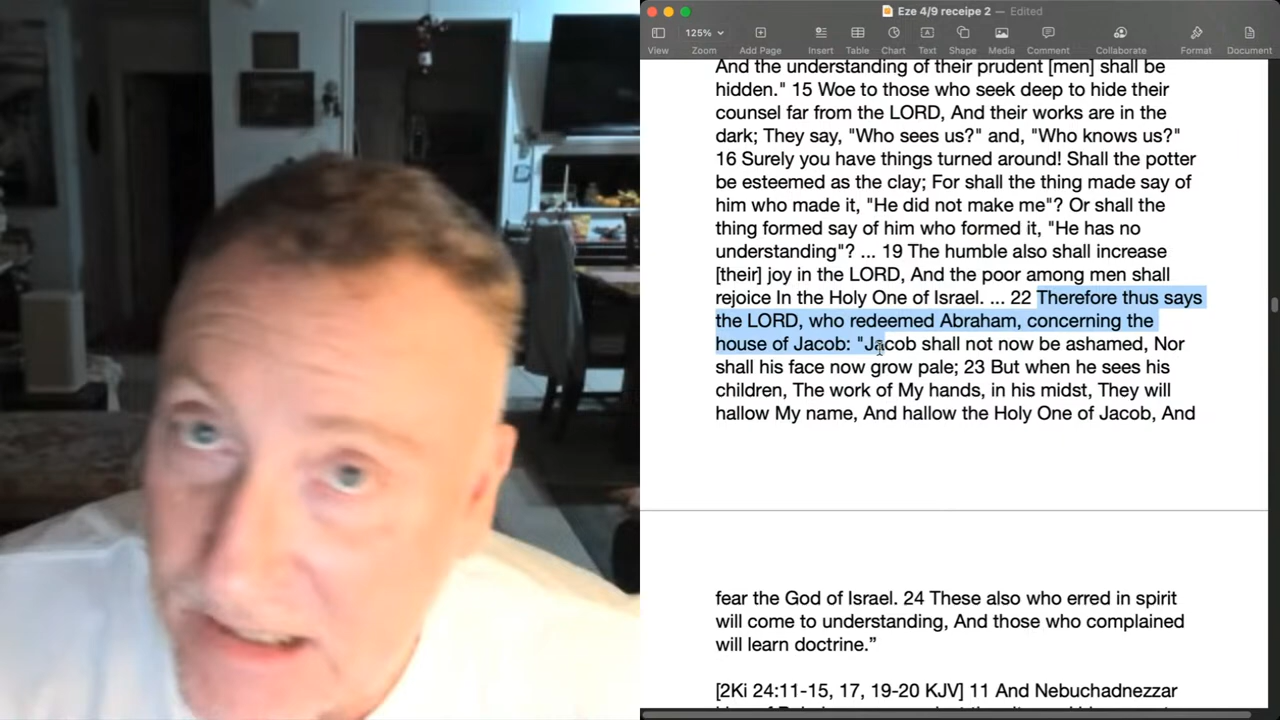 Eze 4/9 receipe 2 — Edited
125%
View Zoom Add Page Insert Table Chart Text Shape Media Comment Collaborate Format Document
And the understanding of their prudent [men] shall be
hidden." 15 Woe to those who seek deep to hide their
counsel far from the LORD, And their works are in the
dark; They say, "Who sees us?" and, "Who knows us?"
16 Surely you have things turned around! Shall the potter
be esteemed as the clay; For shall the thing made say of
him who made it, "He did not make me"? Or shall the
thing formed say of him who formed it, "He has no
understanding"? ... 19 The humble also shall increase
[their] joy in the LORD, And the poor among men shall
rejoice In the Holy One of Israel. ... 22 Therefore thus says
the LORD, who redeemed Abraham, concerning the
house of Jacob: "Jacob shall not now be ashamed, Nor
shall his face now grow pale; 23 But when he sees his
children, The work of My hands, in his midst, They will
hallow My name, And hallow the Holy One of Jacob, And
fear the God of Israel. 24 These also who erred in spirit
will come to understanding, And those who complained
will learn doctrine.”
[2Ki 24:11-15, 17, 19-20 KJV] 11 And Nebuchadnezzar